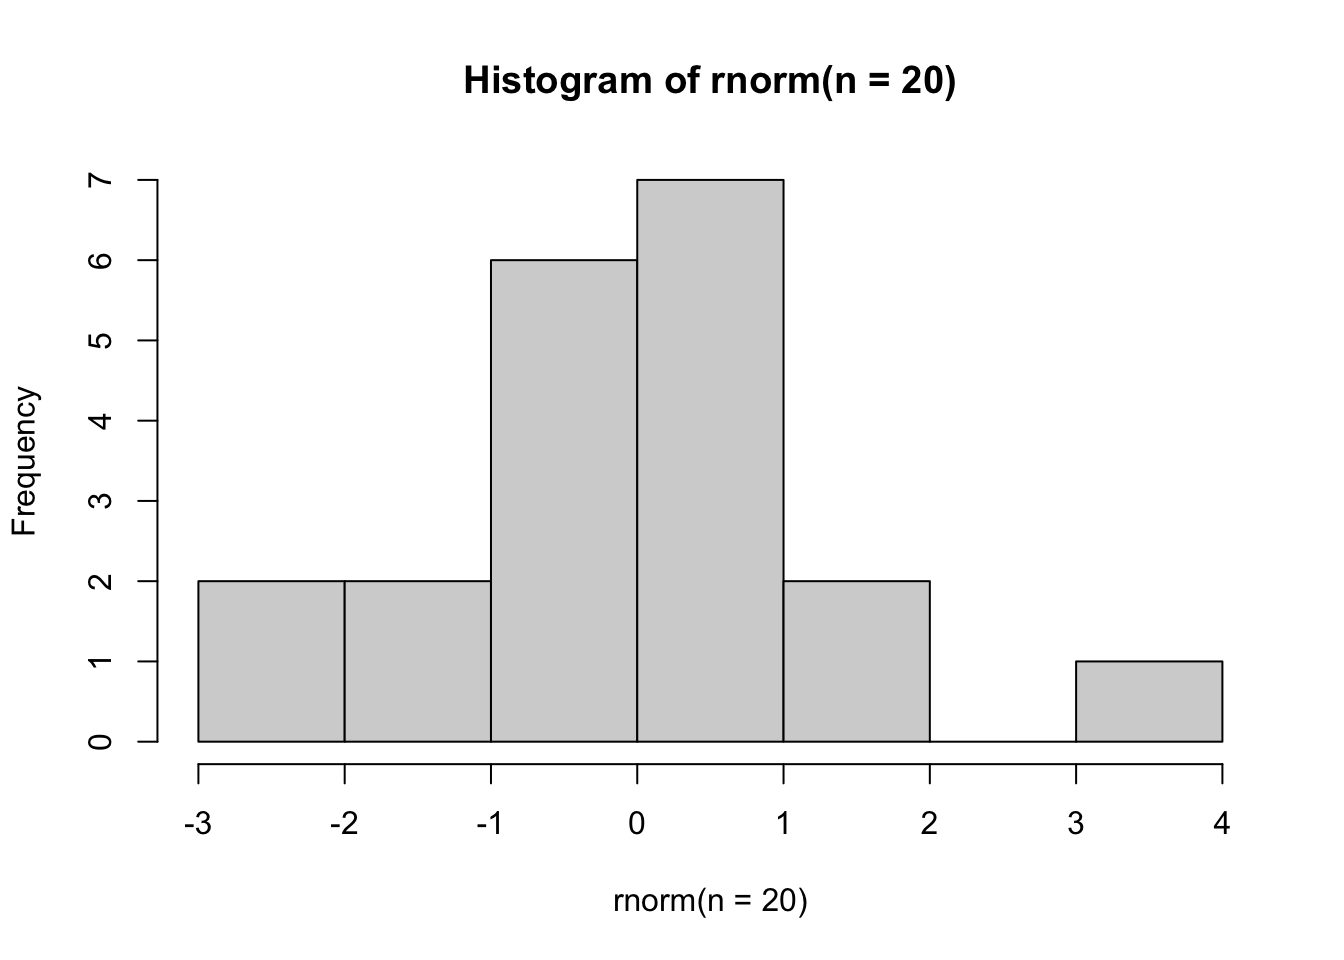 Histogram of rnorm(n = 20)
7
6
5
4
3
2
1
0
Frequency
-3 -2 -1 0 1 2 3 4
rnorm(n = 20)